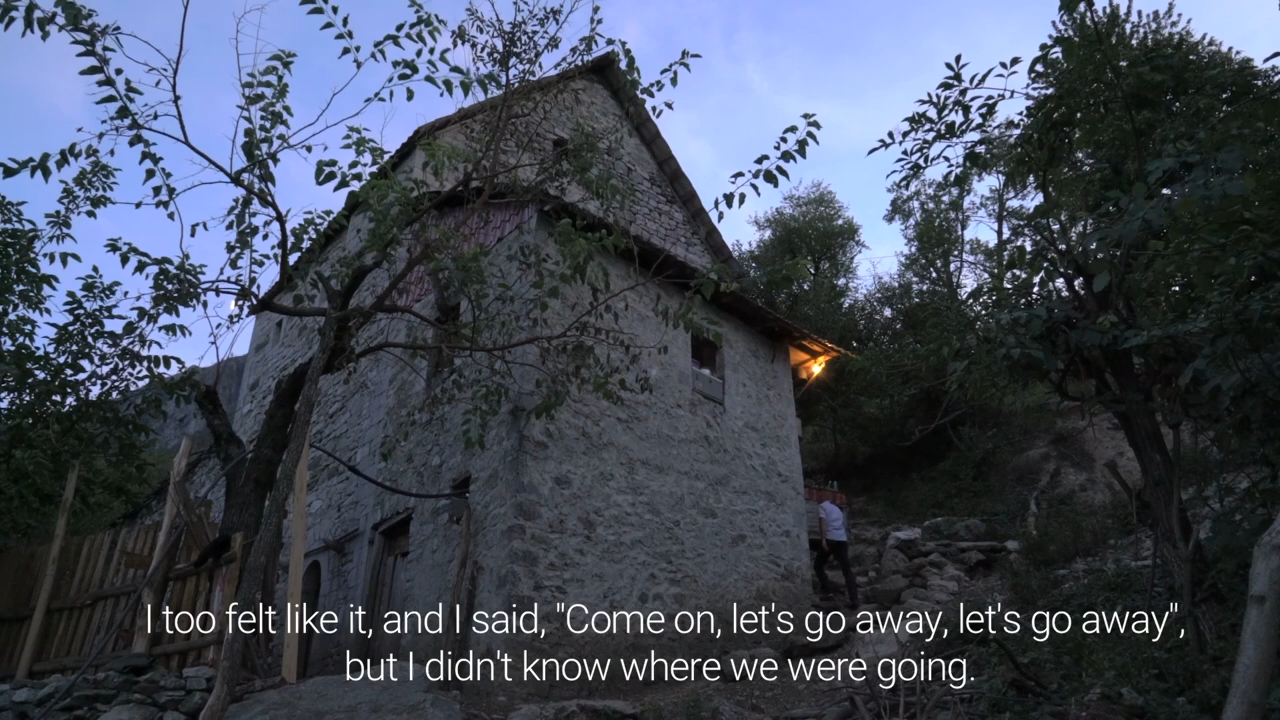 I too felt like it, and I said, "Come on, let's go away, let's go away",
but I didn't know where we were going.